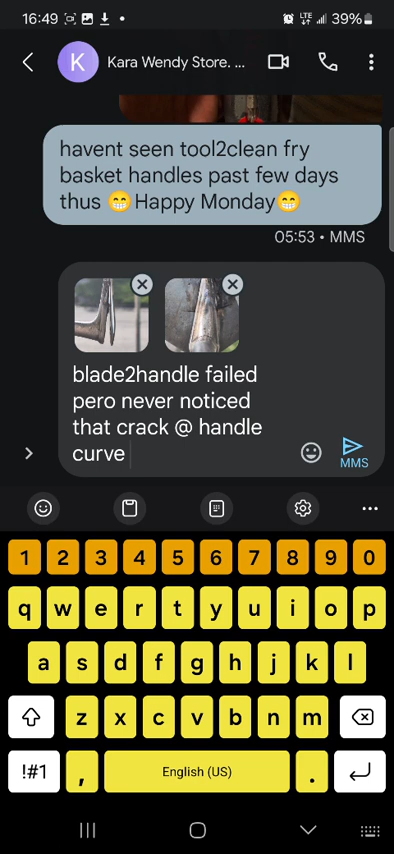 16:49
LTE
39%
K
Kara Wendy Store. ...
havent seen tool2clean fry
basket handles past few days
thus 😁Happy Monday😁
05:53 • MMS
blade2handle failed
pero never noticed
that crack @ handle
curve
MMS
1 2 3 4 5 6 7 8 9 0
q w e r t y u i o p
a s d f g h j k l
z x c v b n m
!#1 , English (US) .